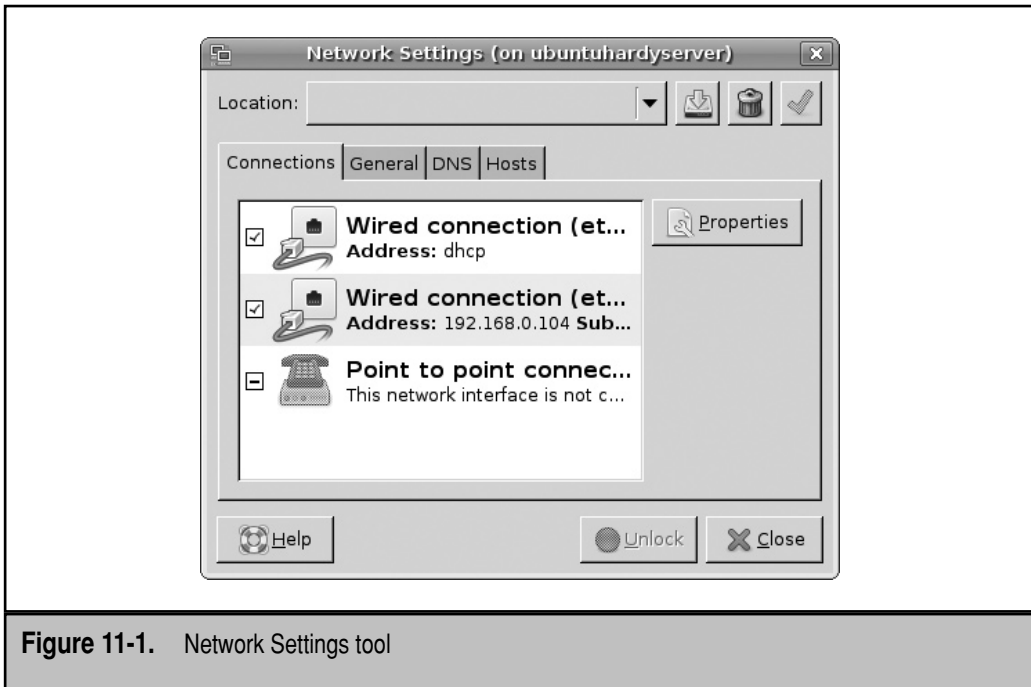 Network Settings (on ubuntuhardyserver)
Location:
Connections General DNS Hosts
Wired connection (et...
Address: dhcp
Properties
Wired connection (et...
Address: 192.168.0.104 Sub...
Point to point connec...
This network interface is not c...
Help Unlock Close
Figure 11-1. Network Settings tool